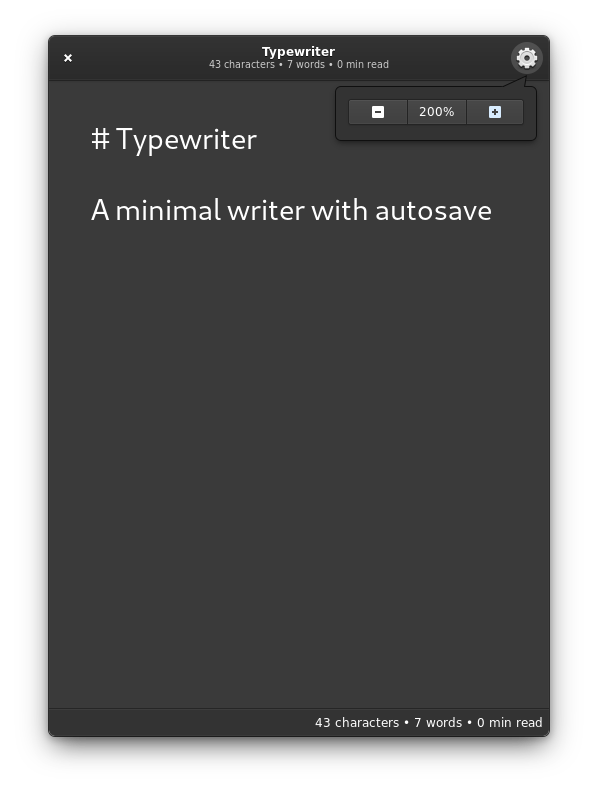 Typewriter
43 characters • 7 words • 0 min read
200%
# Typewriter
A minimal writer with autosave
43 characters • 7 words • 0 min read